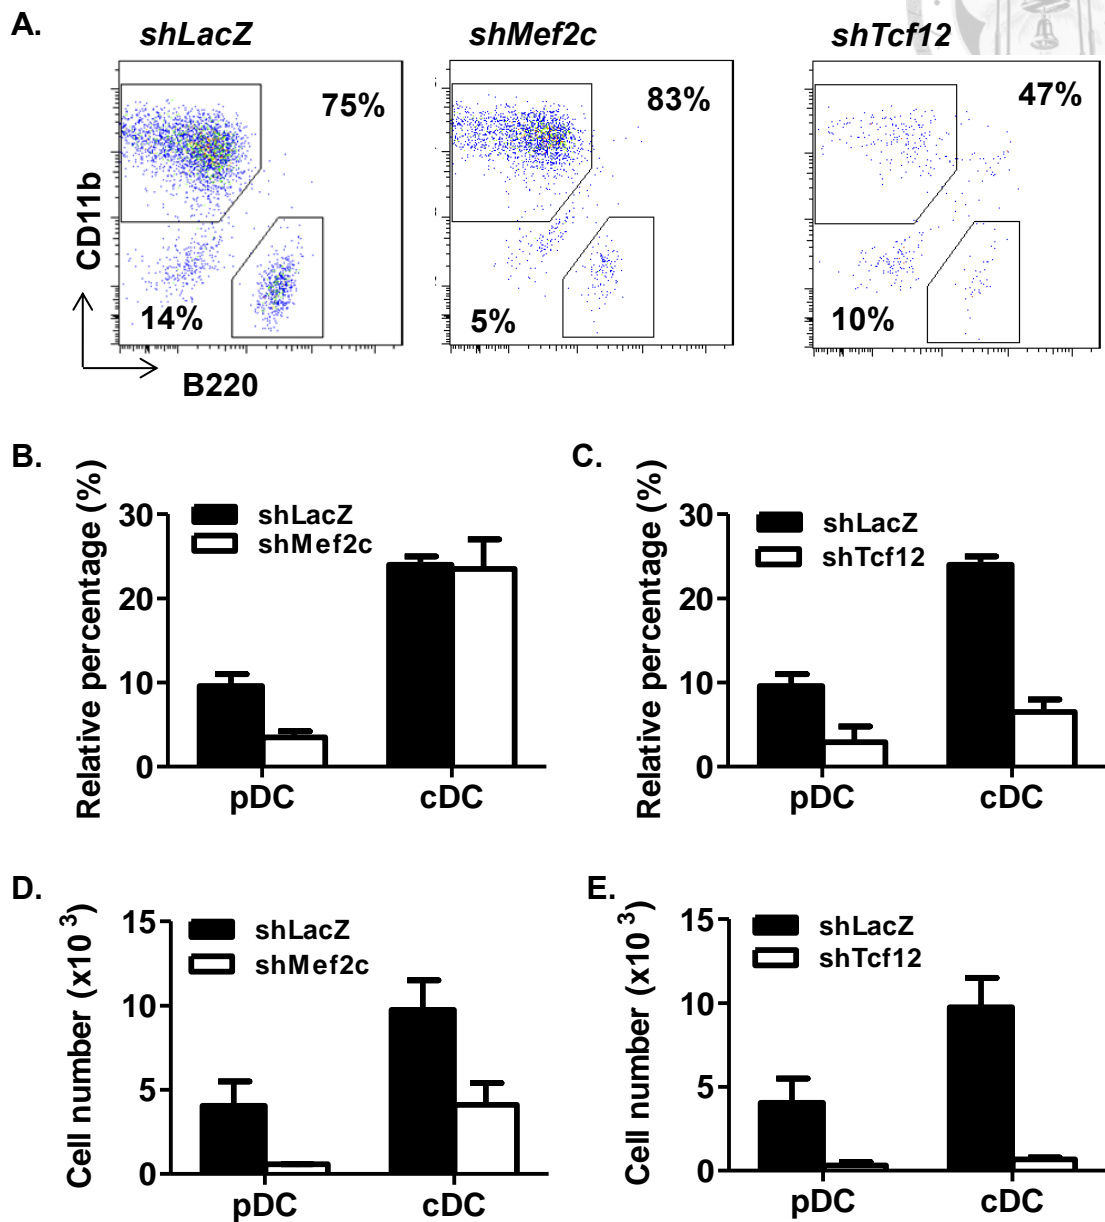 A.
shLacZ shMef2c shTcf12
75% 83% 47%
CD11b
14% 5% 10%
B220
B. C.
Relative percentage (%)
30
20
10
0
shLacZ
shMef2c
pDC cDC
Relative percentage (%)
30
20
10
0
shLacZ
shTcf12
pDC cDC
D. E.
Cell number (x10 3)
15
10
5
0
shLacZ
shMef2c
pDC cDC
Cell number (x10 3)
15
10
5
0
shLacZ
shTcf12
pDC cDC